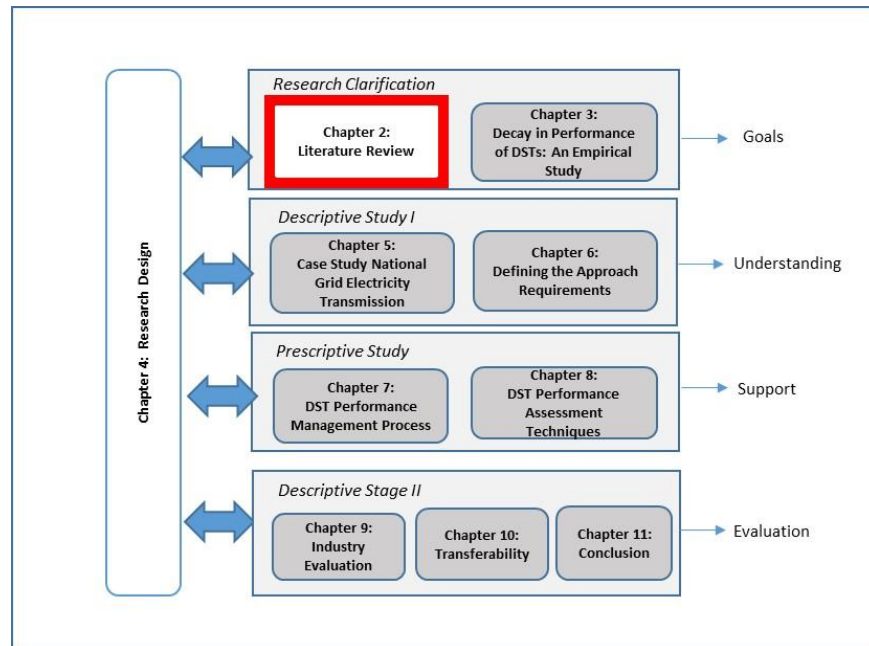 Chapter 4: Research Design
Research Clarification
Chapter 2:
Literature Review
Chapter 3:
Decay in Performance
of DSTs: An Empirical
Study
Goals
Descriptive Study I
Chapter 5:
Case Study National
Grid Electricity
Transmission
Chapter 6:
Defining the Approach
Requirements
Understanding
Prescriptive Study
Chapter 7:
DST Performance
Management Process
Chapter 8:
DST Performance
Assessment
Techniques
Support
Descriptive Stage II
Chapter 9:
Industry
Evaluation
Chapter 10:
Transferability
Chapter 11:
Conclusion
Evaluation